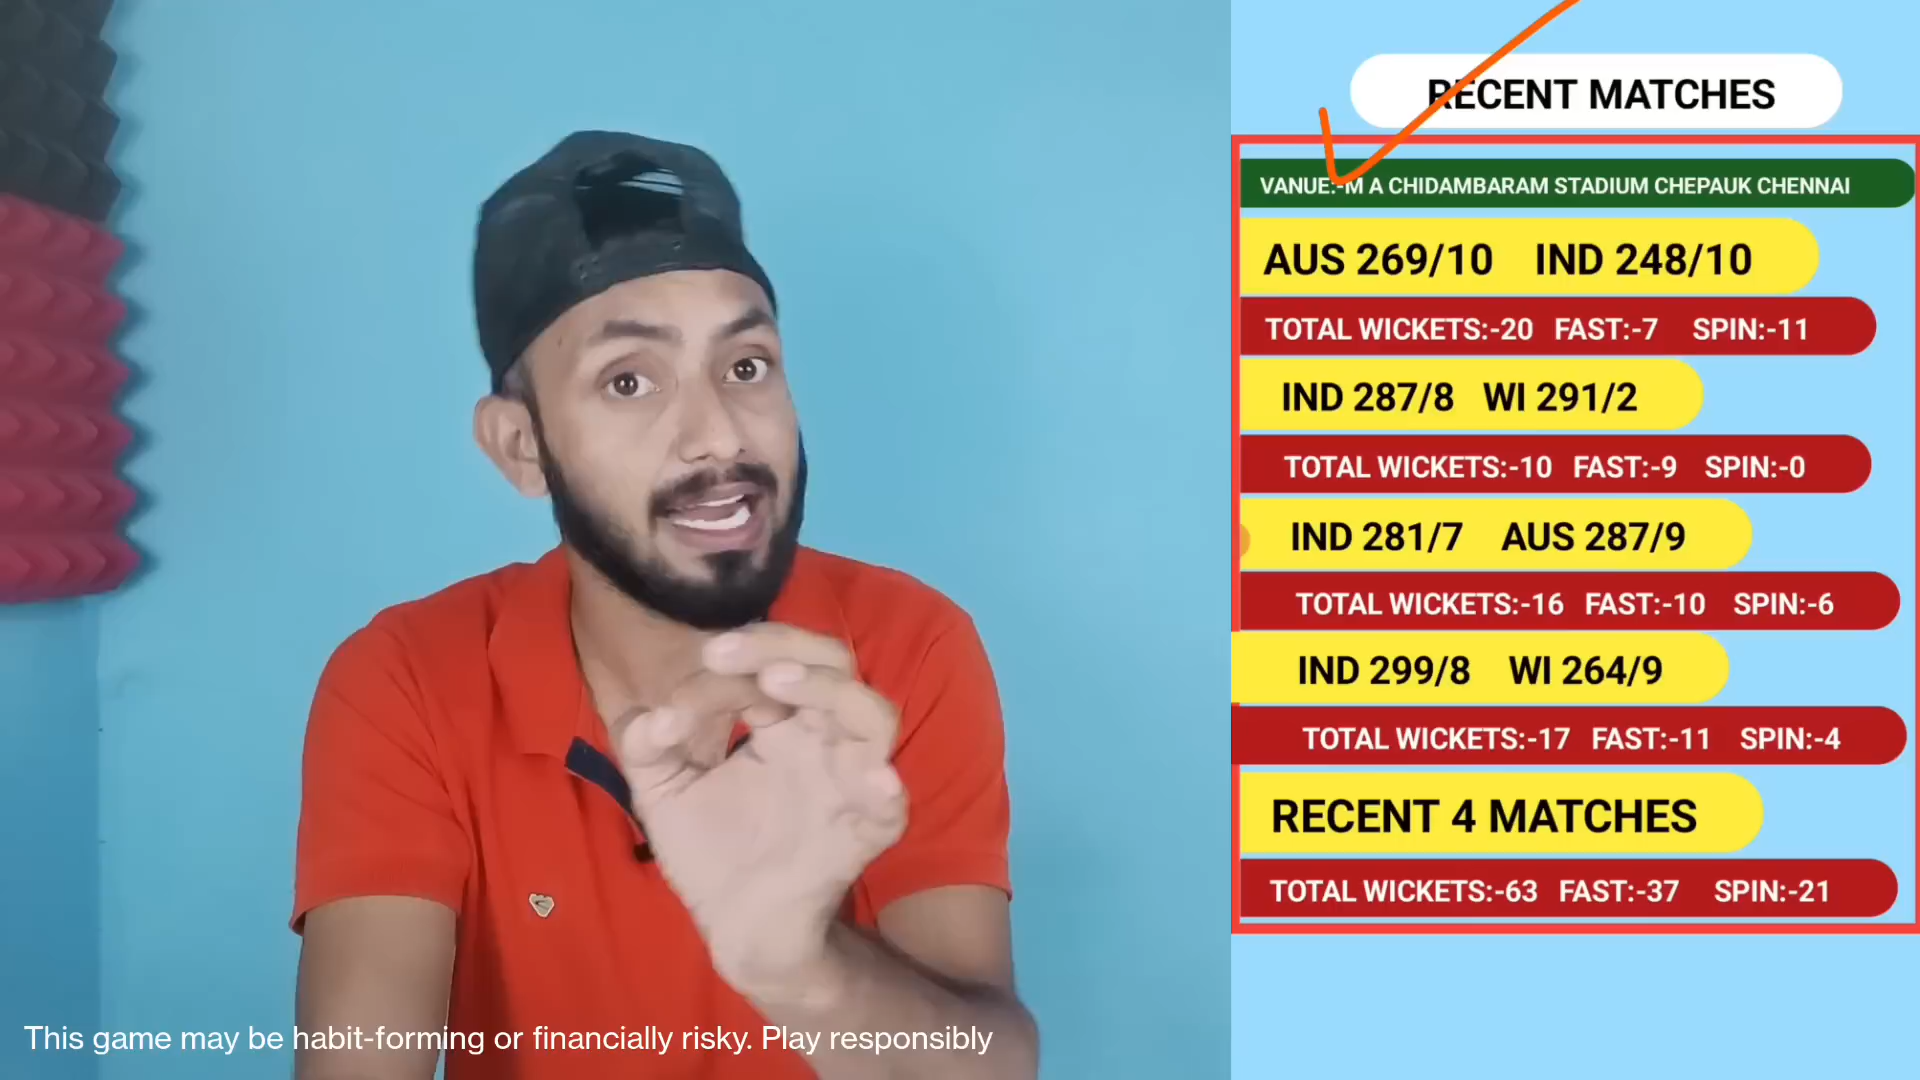 RECENT MATCHES
VANUE:-M A CHIDAMBARAM STADIUM CHEPAUK CHENNAI
AUS 269/10 IND 248/10
TOTAL WICKETS:-20 FAST:-7 SPIN:-11
IND 287/8 WI 291/2
TOTAL WICKETS:-10 FAST:-9 SPIN:-0
IND 281/7 AUS 287/9
TOTAL WICKETS:-16 FAST:-10 SPIN:-6
IND 299/8 WI 264/9
TOTAL WICKETS:-17 FAST:-11 SPIN:-4
RECENT 4 MATCHES
TOTAL WICKETS:-63 FAST:-37 SPIN:-21
This game may be habit-forming or financially risky. Play responsibly